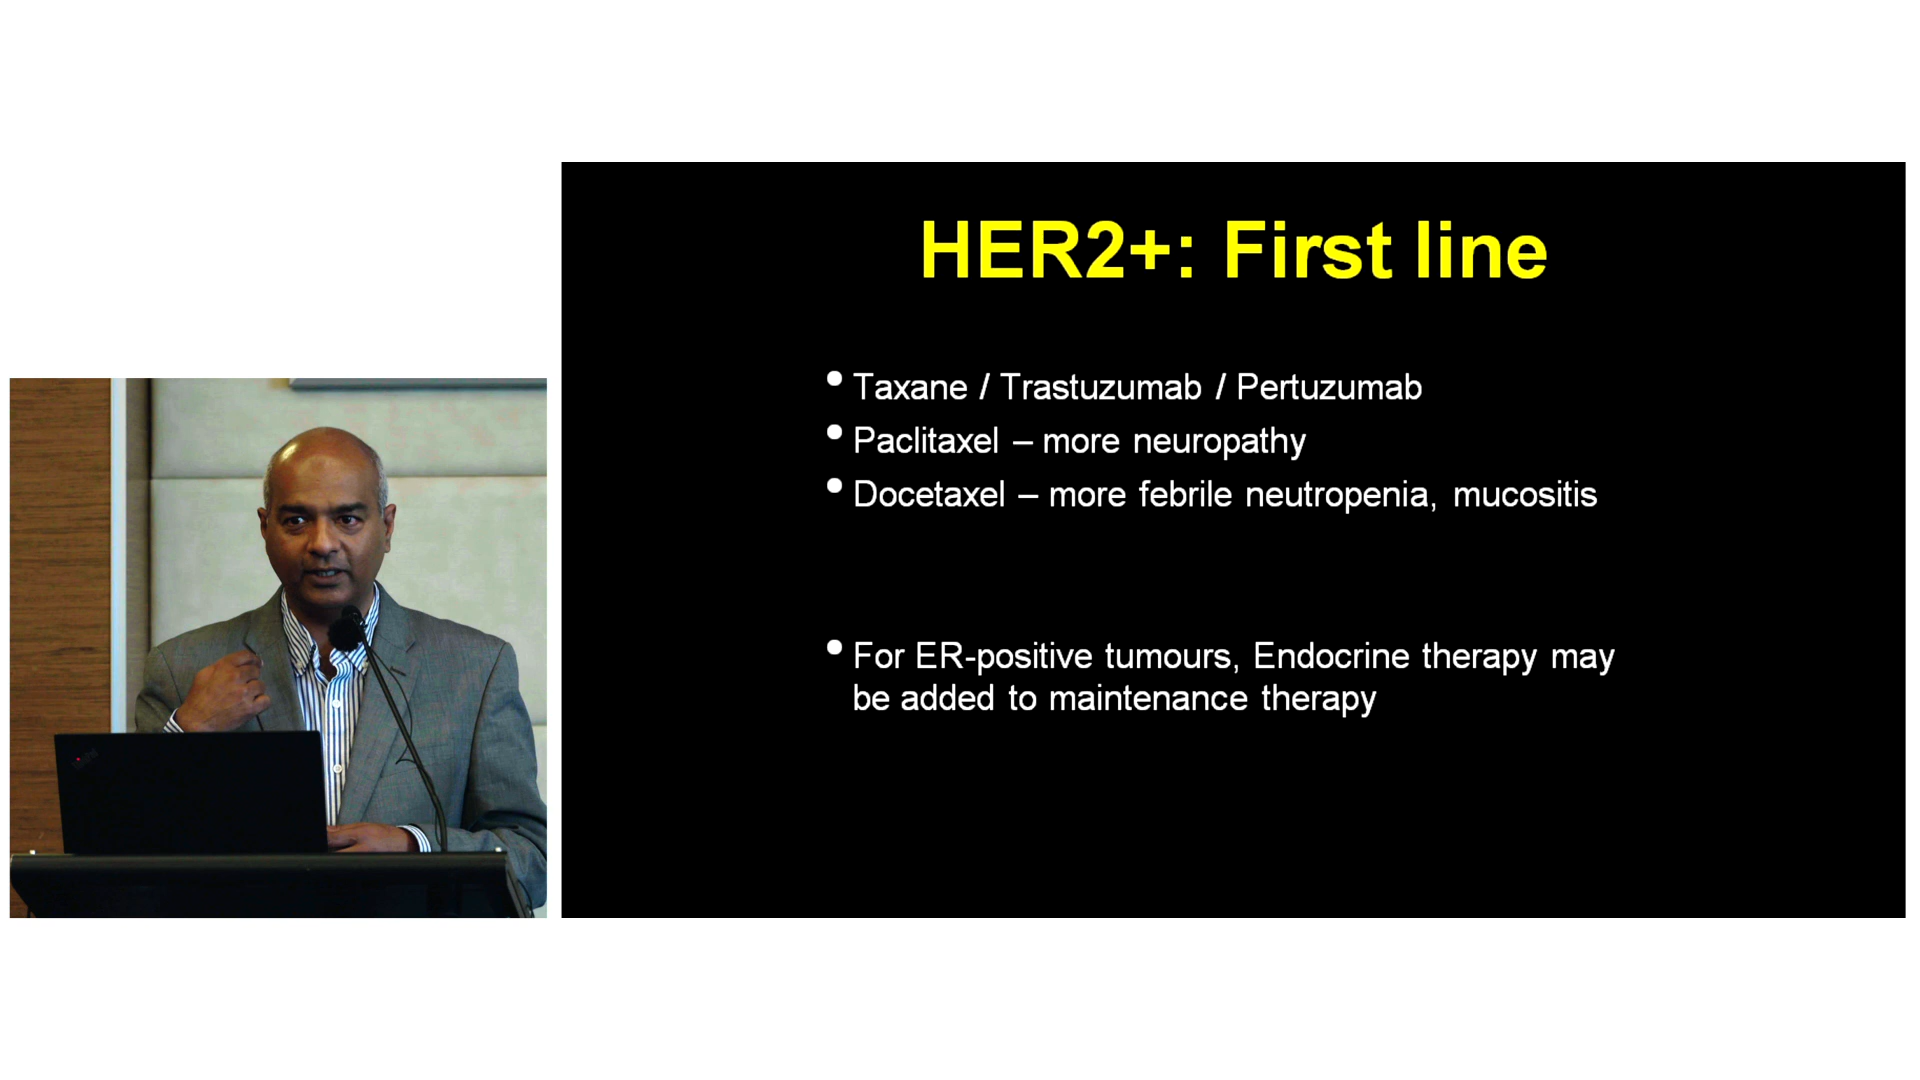 HER2+: First line
• Taxane / Trastuzumab / Pertuzumab
• Paclitaxel – more neuropathy
• Docetaxel – more febrile neutropenia, mucositis
• For ER-positive tumours, Endocrine therapy may
be added to maintenance therapy